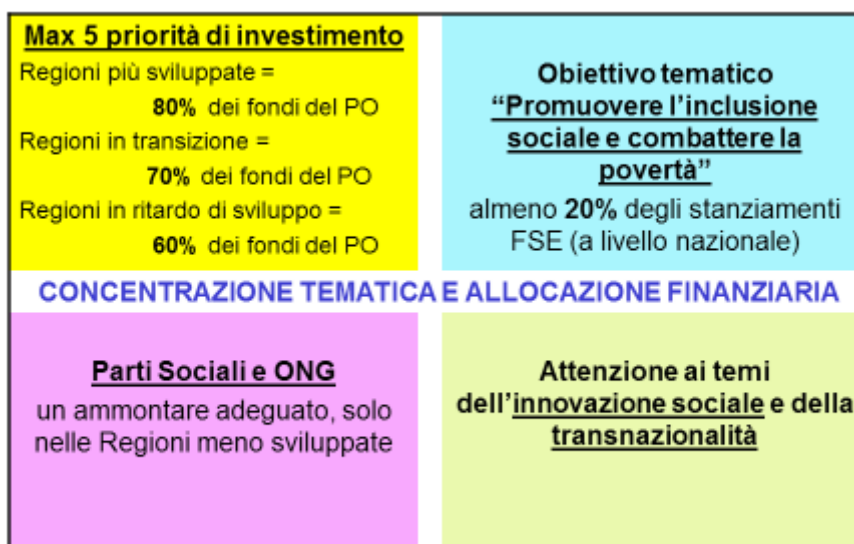 Max 5 priorità di investimento
Regioni più sviluppate =
80% dei fondi del PO
Regioni in transizione =
70% dei fondi del PO
Regioni in ritardo di sviluppo =
60% dei fondi del PO
Obiettivo tematico
“Promuovere l’inclusione
sociale e combattere la
povertà”
almeno 20% degli stanziamenti
FSE (a livello nazionale)
CONCENTRAZIONE TEMATICA E ALLOCAZIONE FINANZIARIA
Parti Sociali e ONG
un ammontare adeguato, solo
nelle Regioni meno sviluppate
Attenzione ai temi
dell’innovazione sociale e della
transnazionalità